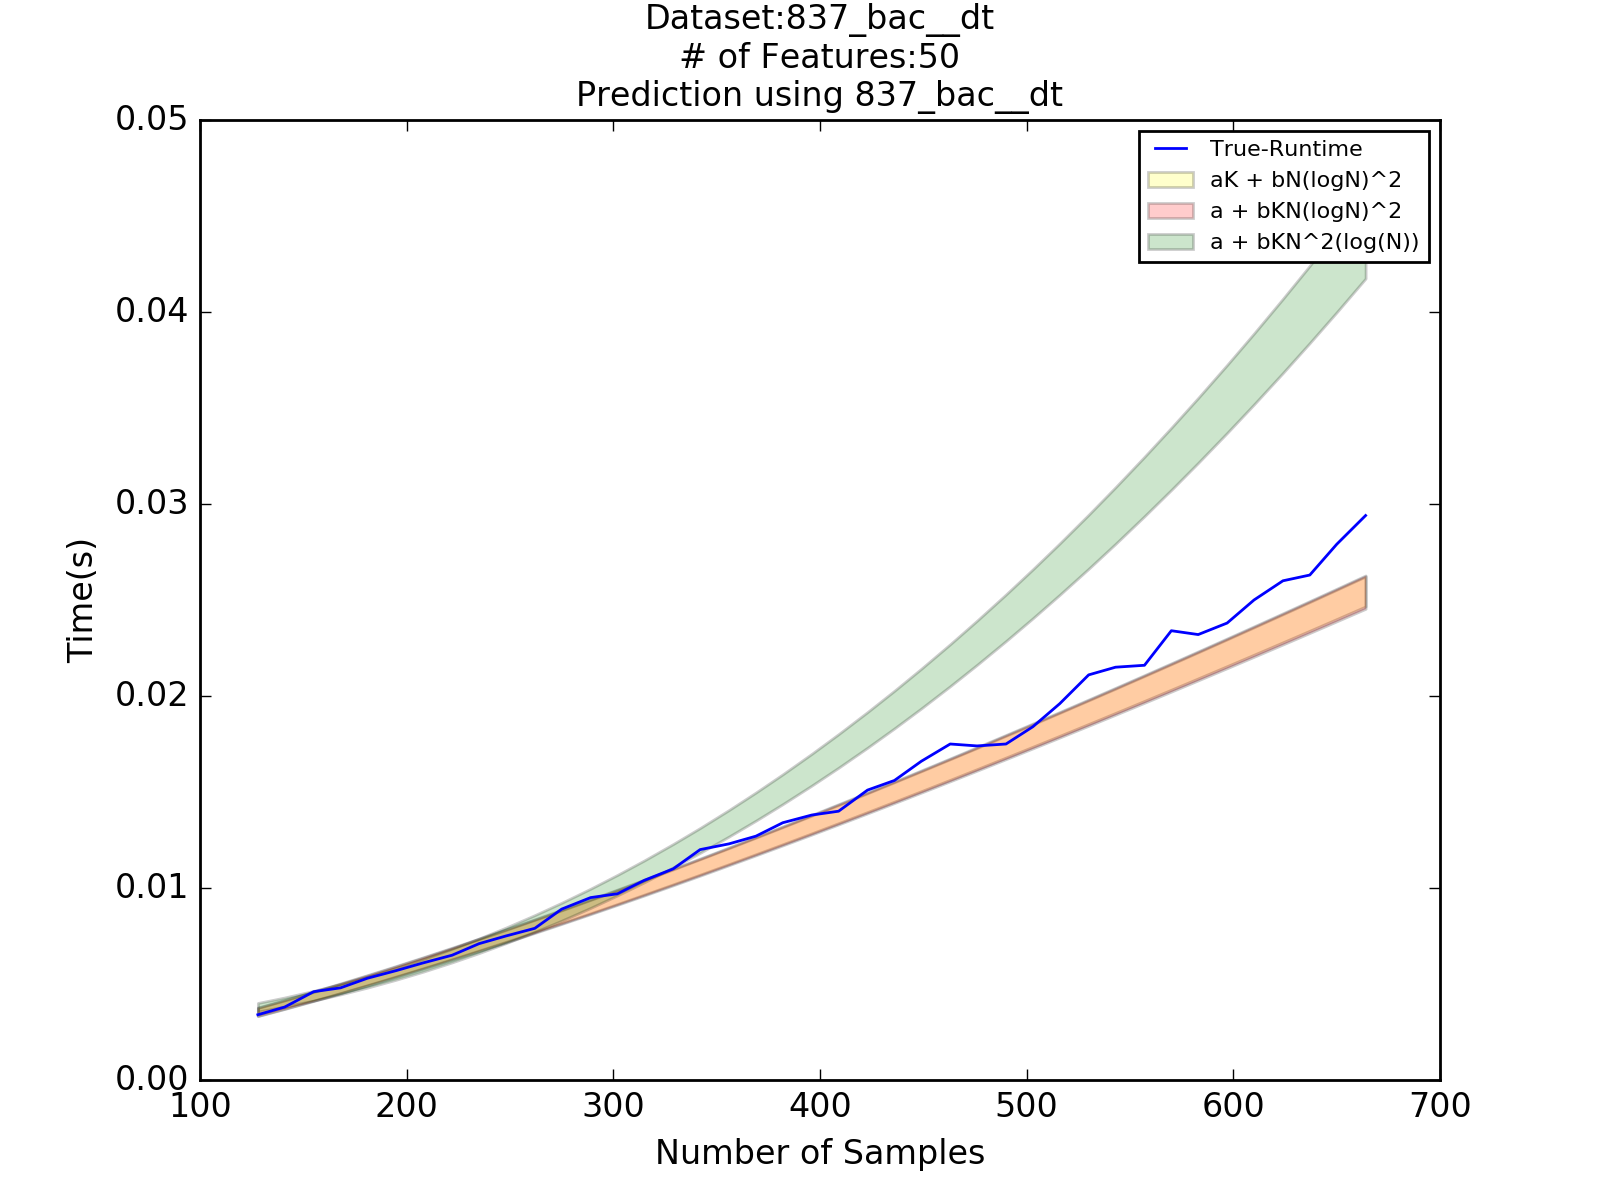 Dataset:837_bac__dt
# of Features:50
Prediction using 837_bac__dt
0.05
0.04
0.03
0.02
0.01
0.00
Time(s)
True-Runtime
aK + bN(logN)^2
a + bKN(logN)^2
a + bKN^2(log(N))
100 200 300 400 500 600 700
Number of Samples